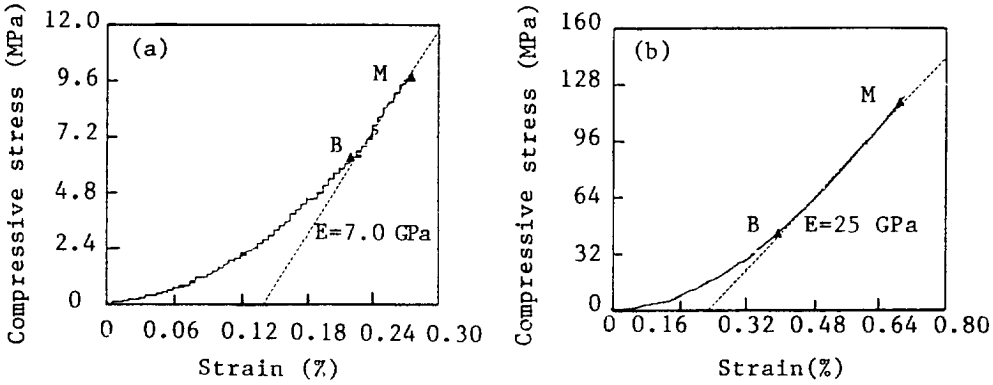 (a)
Compressive stress (MPa)
12.0
9.6
7.2
4.8
2.4
0
M
B
E=7.0 GPa
0 0.06 0.12 0.18 0.24 0.30
Strain (%)
(b)
Compressive stress (MPa)
160
128
96
64
32
0
M
B
E=25 GPa
0 0.16 0.32 0.48 0.64 0.80
Strain(%)